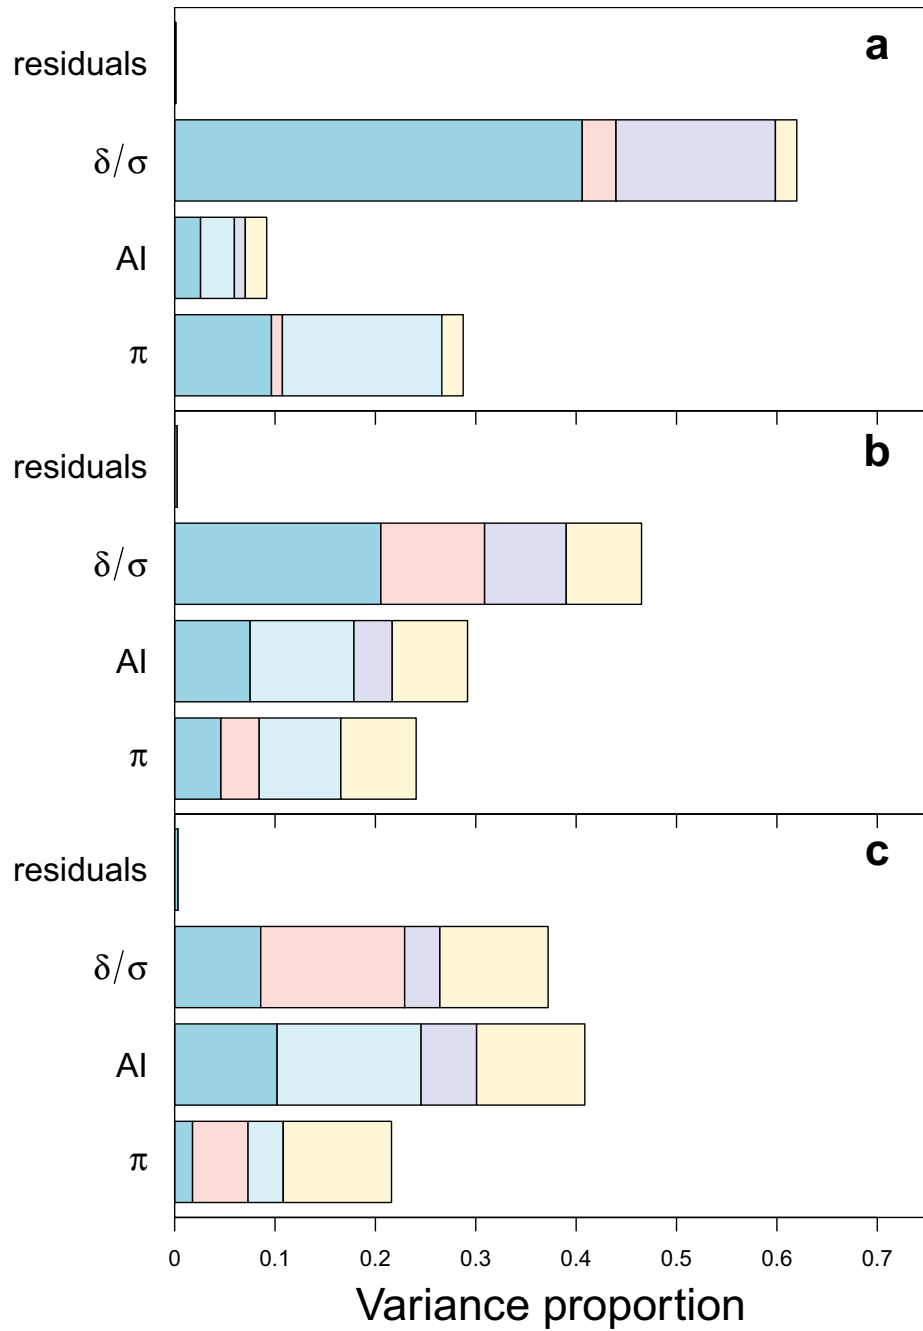 a
residuals
δ/σ
AI
π
b
residuals
δ/σ
AI
π
c
residuals
δ/σ
AI
π
0 0.1 0.2 0.3 0.4 0.5 0.6 0.7
Variance proportion